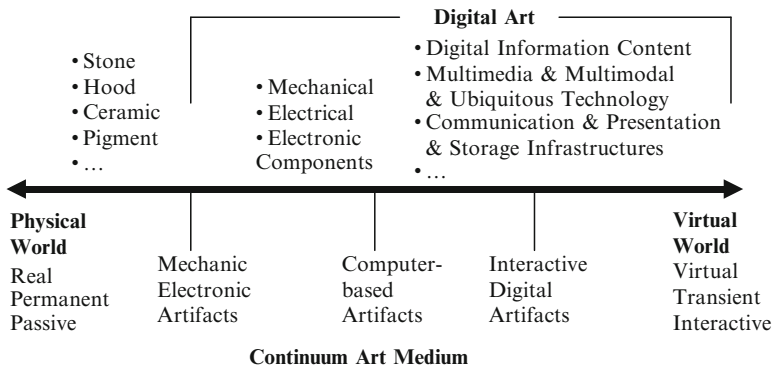 Digital Art
• Stone
• Hood
• Ceramic
• Pigment
• ...
• Mechanical
• Electrical
• Electronic
Components
• Digital Information Content
• Multimedia & Multimodal
& Ubiquitous Technology
• Communication & Presentation
& Storage Infrastructures
• ...
Physical
World
Real
Permanent
Passive
Mechanic
Electronic
Artifacts
Computer-
based
Artifacts
Interactive
Digital
Artifacts
Virtual
World
Virtual
Transient
Interactive
Continuum Art Medium